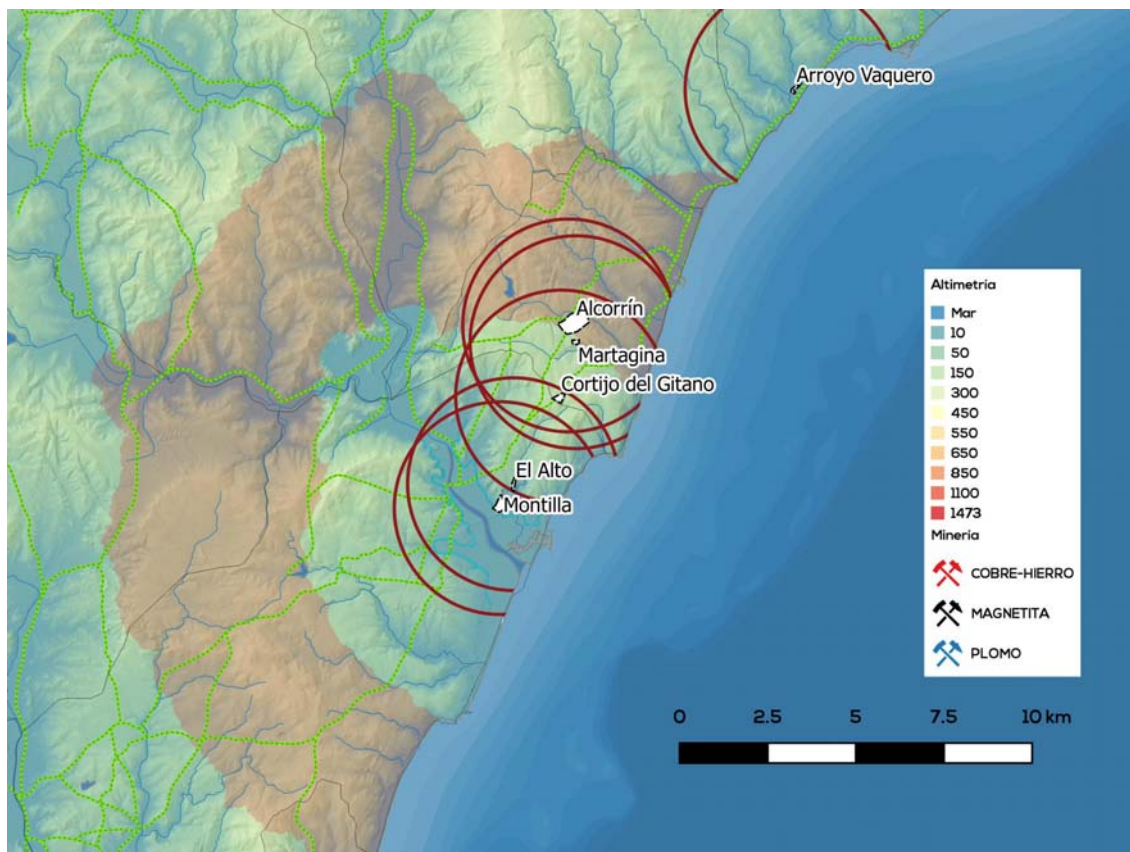 Arroyo Vaquero
Alcorrín
Martagina
Cortijo del Gitano
El Alto
Montilla
Altimetría
Mar
10
50
150
300
450
550
650
850
1100
1473
Minería
COBRE-HIERRO
MAGNETITA
PLOMO
0 2.5 5 7.5 10 km